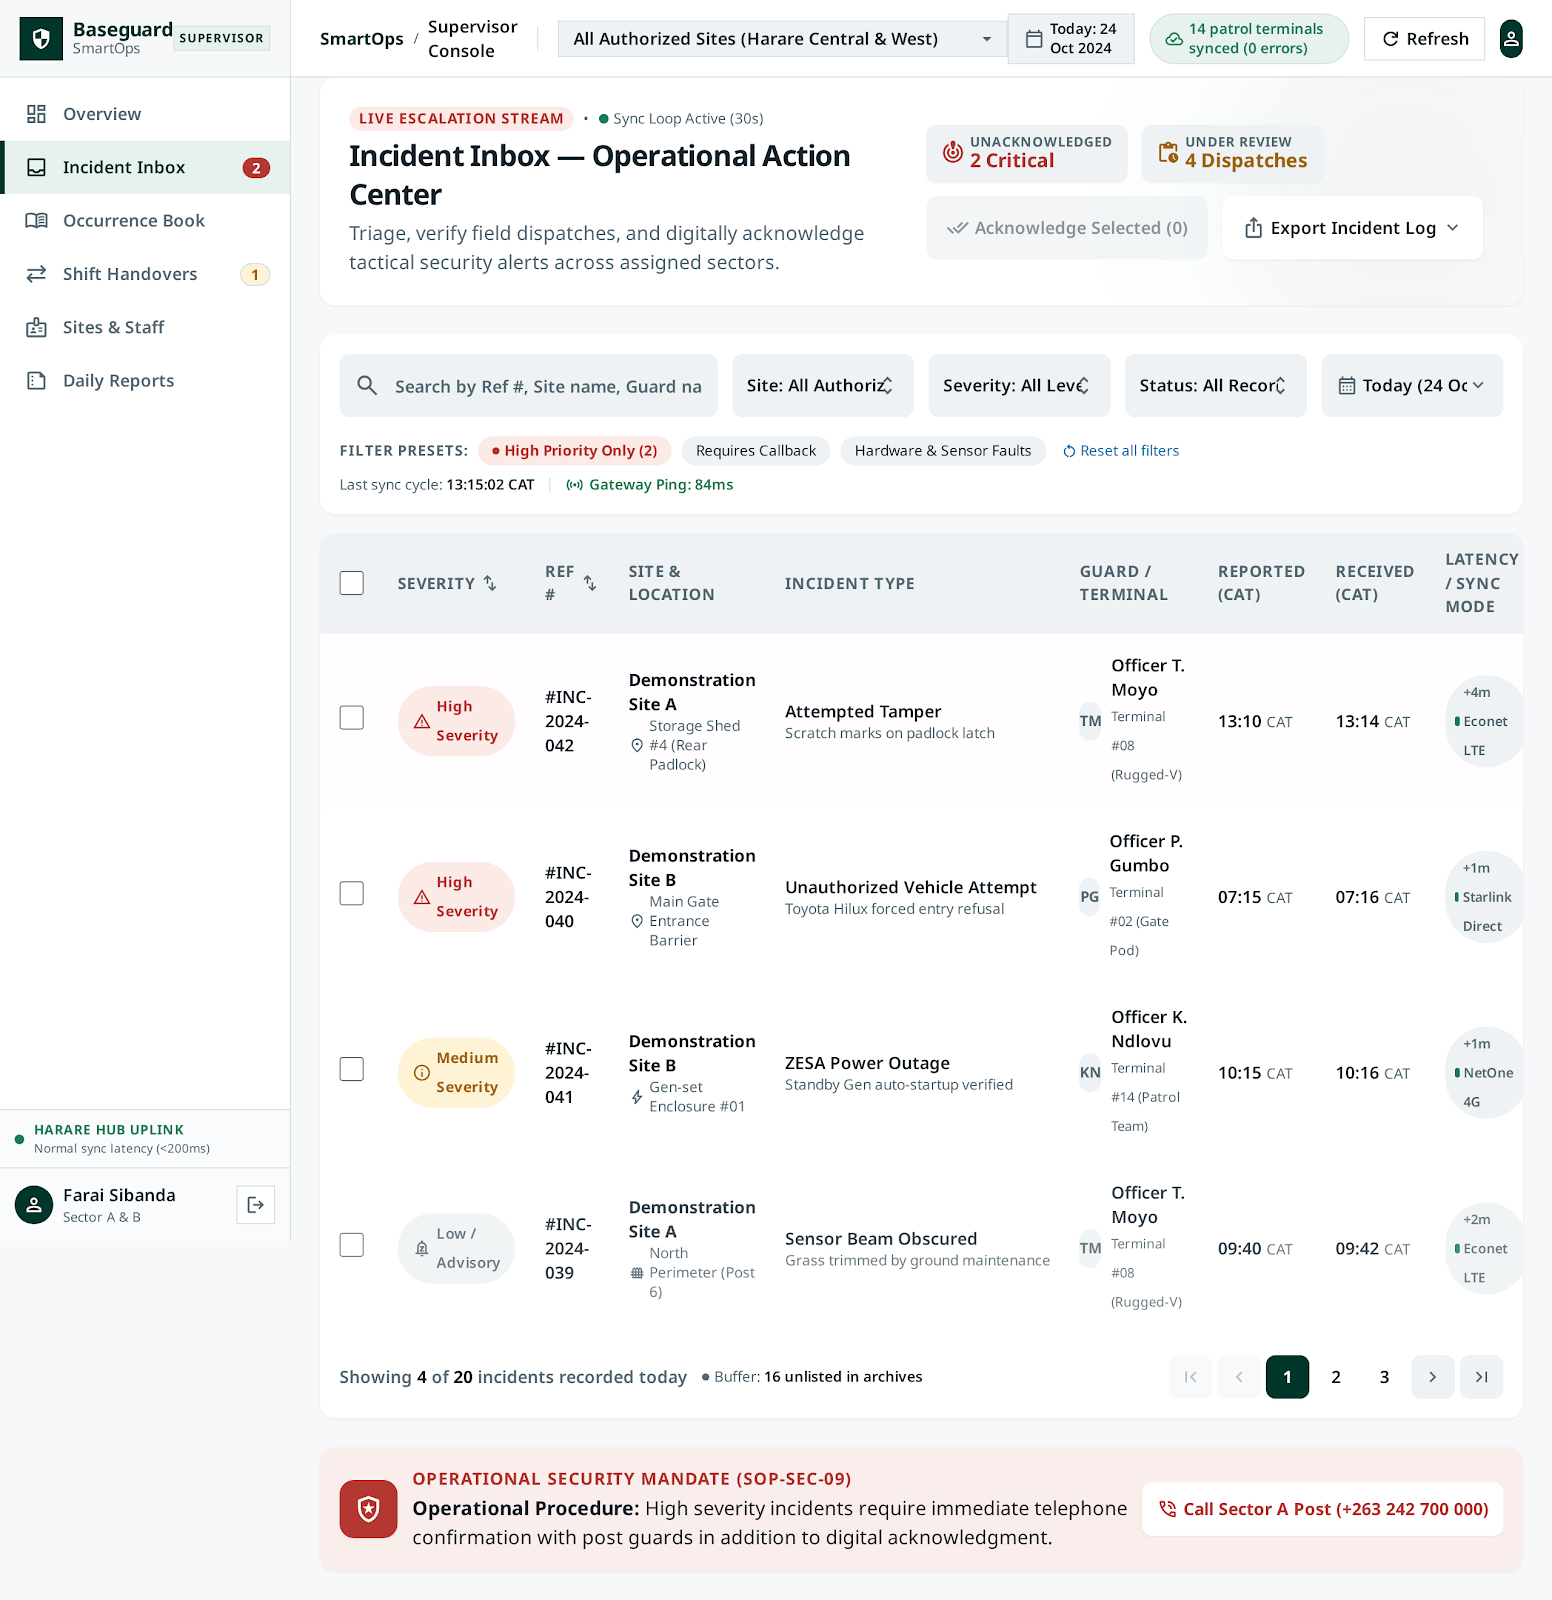 Baseguard
SmartOps
SUPERVISOR
SmartOps / Supervisor Console
All Authorized Sites (Harare Central & West)
Today: 24 Oct 2024
14 patrol terminals synced (0 errors)
Refresh
Overview
Incident Inbox 2
Occurrence Book
Shift Handovers 1
Sites & Staff
Daily Reports
HARARE HUB UPLINK
Normal sync latency (<200ms)
Farai Sibanda
Sector A & B
LIVE ESCALATION STREAM • Sync Loop Active (30s)
Incident Inbox — Operational Action
Center
Triage, verify field dispatches, and digitally acknowledge
tactical security alerts across assigned sectors.
UNACKNOWLEDGED
2 Critical
UNDER REVIEW
4 Dispatches
Acknowledge Selected (0)
Export Incident Log
Search by Ref #, Site name, Guard na
Site: All Authoriz
Severity: All Leve
Status: All Recor
Today (24 Oc
FILTER PRESETS: High Priority Only (2) Requires Callback Hardware & Sensor Faults Reset all filters
Last sync cycle: 13:15:02 CAT Gateway Ping: 84ms
SEVERITY
REF
#
SITE &
LOCATION
INCIDENT TYPE
GUARD /
TERMINAL
REPORTED
(CAT)
RECEIVED
(CAT)
LATENCY
/ SYNC
MODE
High
Severity
#INC-
2024-
042
Demonstration
Site A
Storage Shed
#4 (Rear
Padlock)
Attempted Tamper
Scratch marks on padlock latch
TM
Officer T.
Moyo
Terminal
#08
(Rugged-V)
13:10 CAT
13:14 CAT
+4m
Econet
LTE
High
Severity
#INC-
2024-
040
Demonstration
Site B
Main Gate
Entrance
Barrier
Unauthorized Vehicle Attempt
Toyota Hilux forced entry refusal
PG
Officer P.
Gumbo
Terminal
#02 (Gate
Pod)
07:15 CAT
07:16 CAT
+1m
Starlink
Direct
Medium
Severity
#INC-
2024-
041
Demonstration
Site B
Gen-set
Enclosure #01
ZESA Power Outage
Standby Gen auto-startup verified
KN
Officer K.
Ndlovu
Terminal
#14 (Patrol
Team)
10:15 CAT
10:16 CAT
+1m
NetOne
4G
Low /
Advisory
#INC-
2024-
039
Demonstration
Site A
North
Perimeter (Post
6)
Sensor Beam Obscured
Grass trimmed by ground maintenance
TM
Officer T.
Moyo
Terminal
#08
(Rugged-V)
09:40 CAT
09:42 CAT
+2m
Econet
LTE
Showing 4 of 20 incidents recorded today Buffer: 16 unlisted in archives
1 2 3
OPERATIONAL SECURITY MANDATE (SOP-SEC-09)
Operational Procedure: High severity incidents require immediate telephone
confirmation with post guards in addition to digital acknowledgment.
Call Sector A Post (+263 242 700 000)